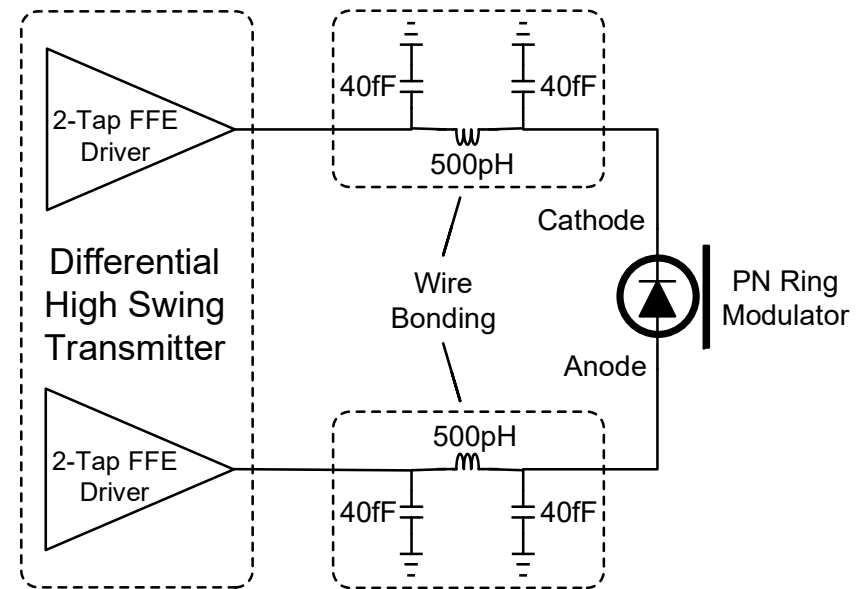 2-Tap FFE
Driver
40fF
40fF
500pH
Cathode
Differential
High Swing
Transmitter
Wire
Bonding
PN Ring
Modulator
Anode
500pH
2-Tap FFE
Driver
40fF
40fF